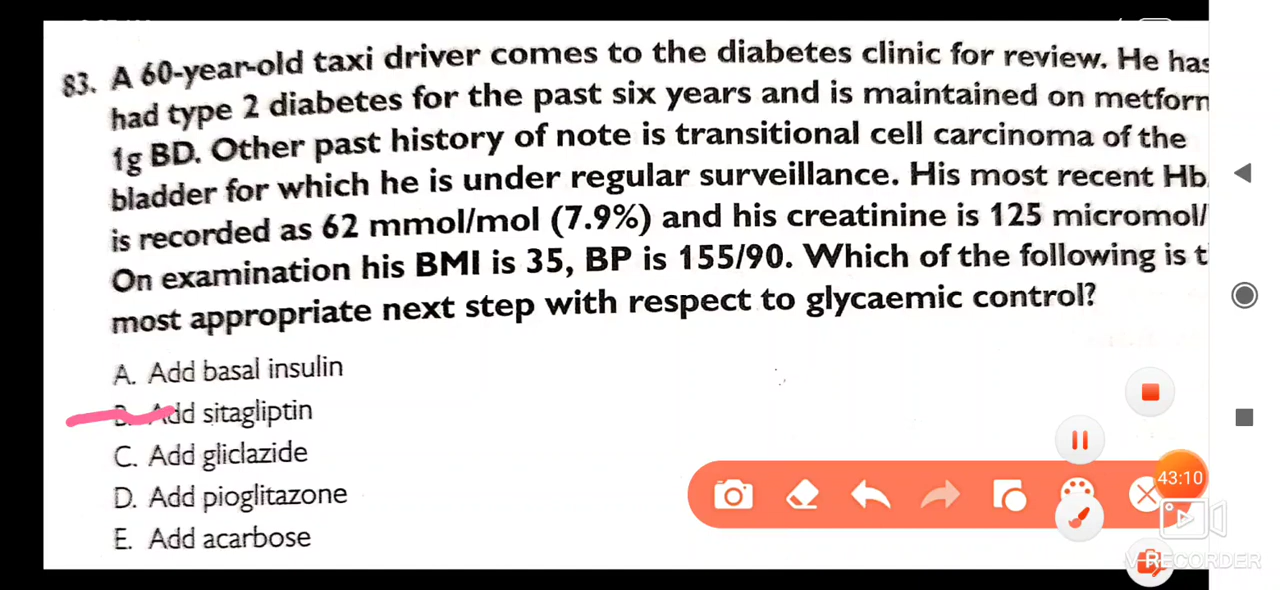 83. A 60-year-old taxi driver comes to the diabetes clinic for review. He has
had type 2 diabetes for the past six years and is maintained on metform
1g BD. Other past history of note is transitional cell carcinoma of the
bladder for which he is under regular surveillance. His most recent Hb
is recorded as 62 mmol/mol (7.9%) and his creatinine is 125 micromol/
On examination his BMI is 35, BP is 155/90. Which of the following is t
most appropriate next step with respect to glycaemic control?
A. Add basal insulin
B. Add sitagliptin
C. Add gliclazide
D. Add pioglitazone
E. Add acarbose
43:10
V-RECORDER